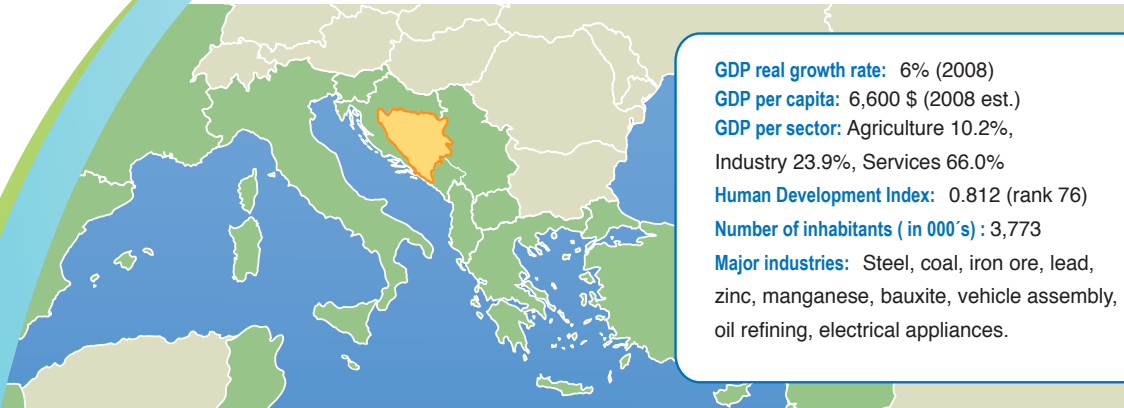 GDP real growth rate: 6% (2008)
GDP per capita: 6,600 $ (2008 est.)
GDP per sector: Agriculture 10.2%,
Industry 23.9%, Services 66.0%
Human Development Index: 0.812 (rank 76)
Number of inhabitants ( in 000´s) : 3,773
Major industries: Steel, coal, iron ore, lead,
zinc, manganese, bauxite, vehicle assembly,
oil refining, electrical appliances.